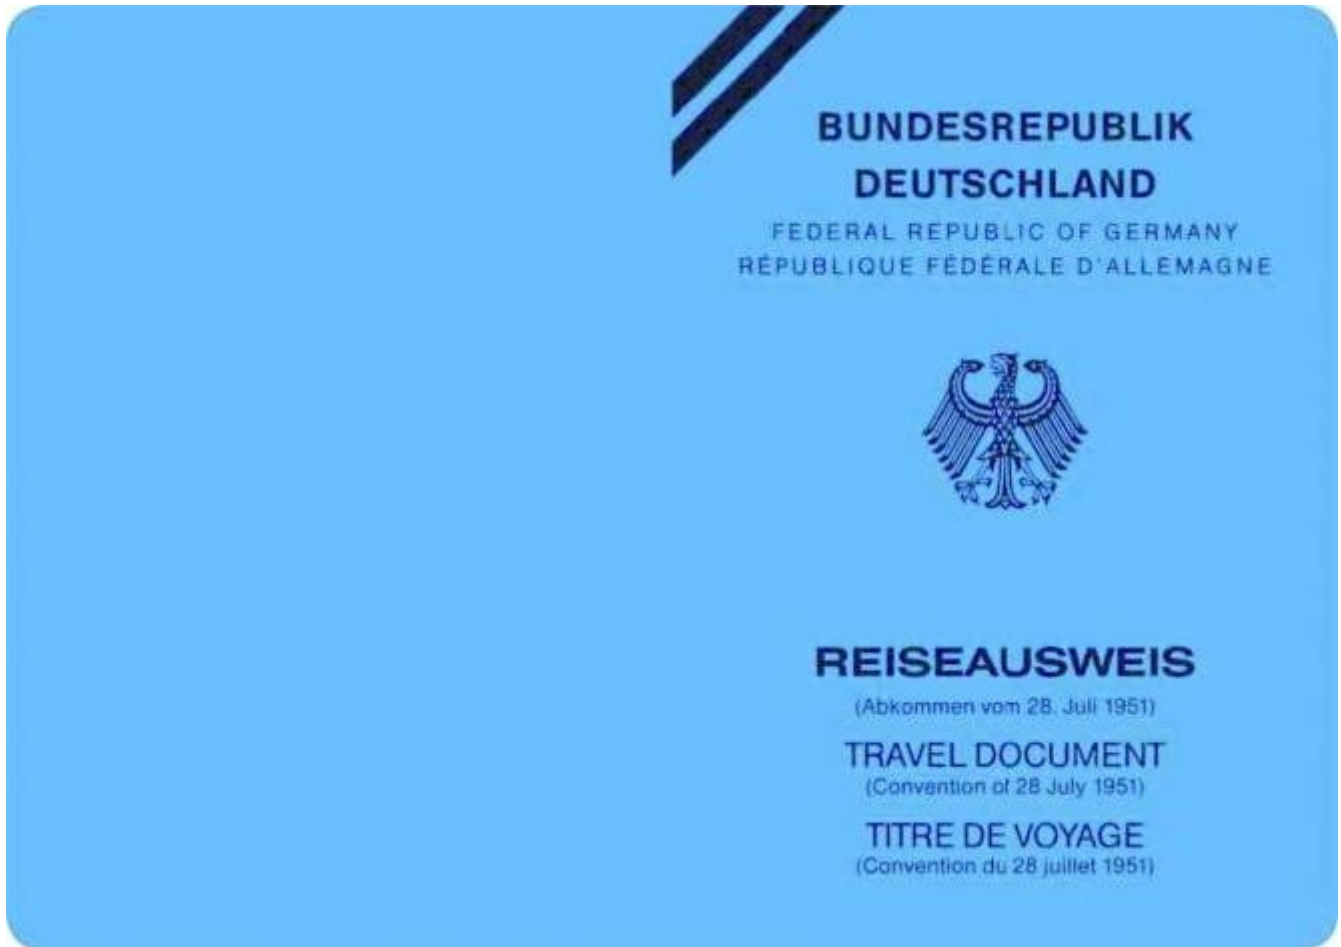 BUNDESREPUBLIK
DEUTSCHLAND
FEDERAL REPUBLIC OF GERMANY
RÉPUBLIQUE FÉDÉRALE D'ALLEMAGNE
REISEAUSWEIS
(Abkommen vom 28. Juli 1951)
TRAVEL DOCUMENT
(Convention of 28 July 1951)
TITRE DE VOYAGE
(Convention du 28 juillet 1951)